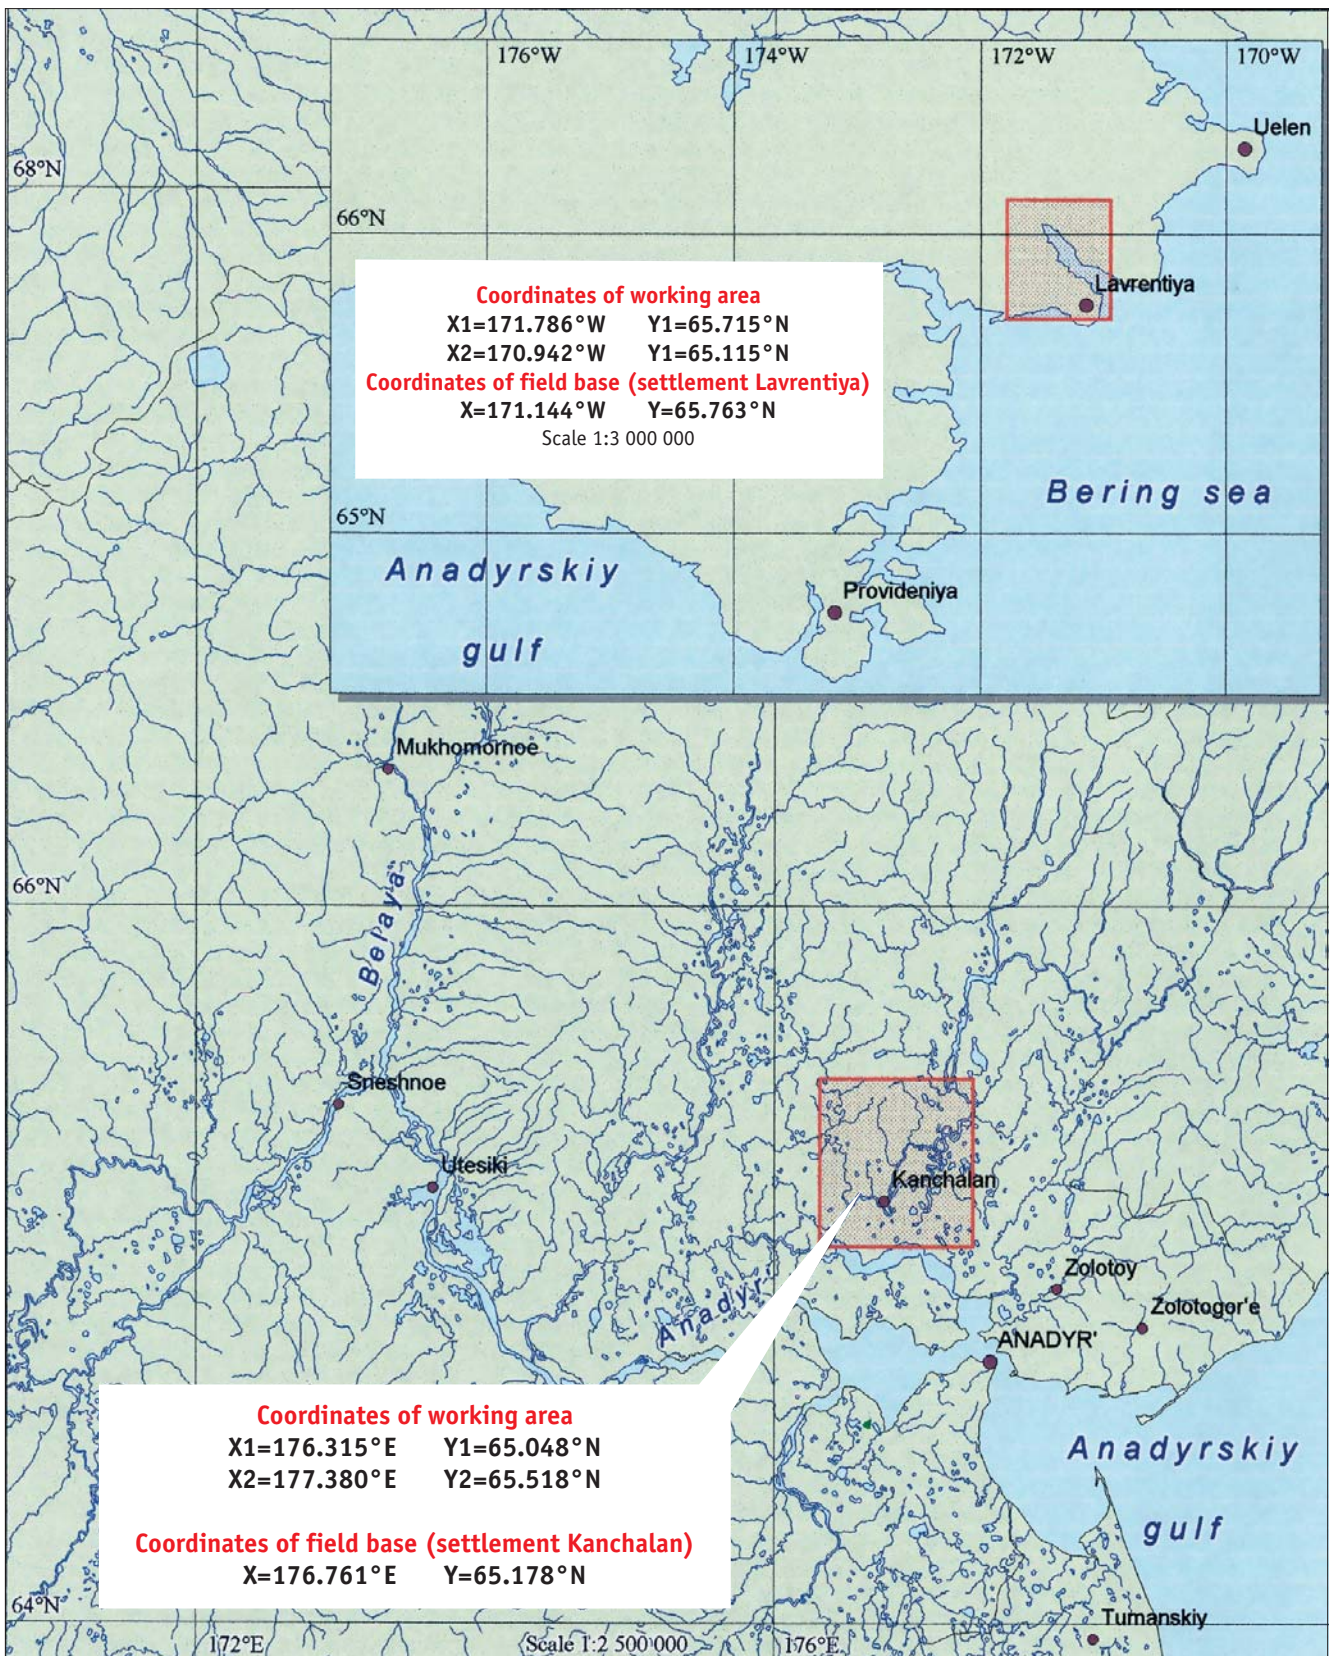 176°W 174°W 172°W 170°W
Uelen
68°N
66°N
Coordinates of working area
X1=171.786°W Y1=65.715°N
X2=170.942°W Y1=65.115°N
Coordinates of field base (settlement Lavrentiya)
X=171.144°W Y=65.763°N
Scale 1:3 000 000
Lavrentiya
Bering sea
65°N
Anadyrskiy
gulf
Provideniya
Mukhomornoe
66°N
Belaya
Sneshnoe
Utesiki
Kanchalan
Zolotoy
Zolotogor'e
Anadyr'
ANADYR'
Coordinates of working area
X1=176.315°E Y1=65.048°N
X2=177.380°E Y2=65.518°N
Coordinates of field base (settlement Kanchalan)
X=176.761°E Y=65.178°N
Anadyrskiy
gulf
64°N
Tumanskiy
172°E Scale 1:2 500 000 176°E